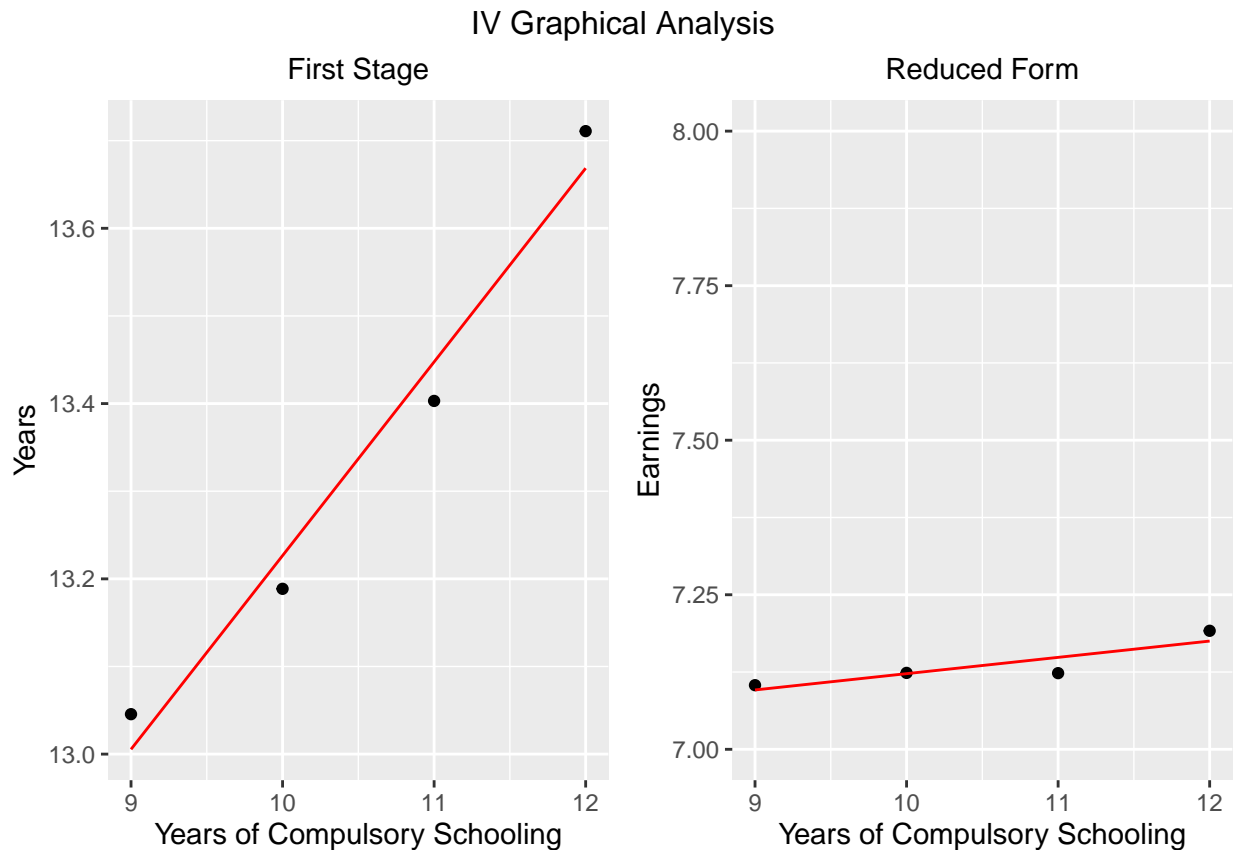 IV Graphical Analysis
First Stage
Years
13.6
13.4
13.2
13.0
9 10 11 12
Years of Compulsory Schooling
Reduced Form
Earnings
8.00
7.75
7.50
7.25
7.00
9 10 11 12
Years of Compulsory Schooling